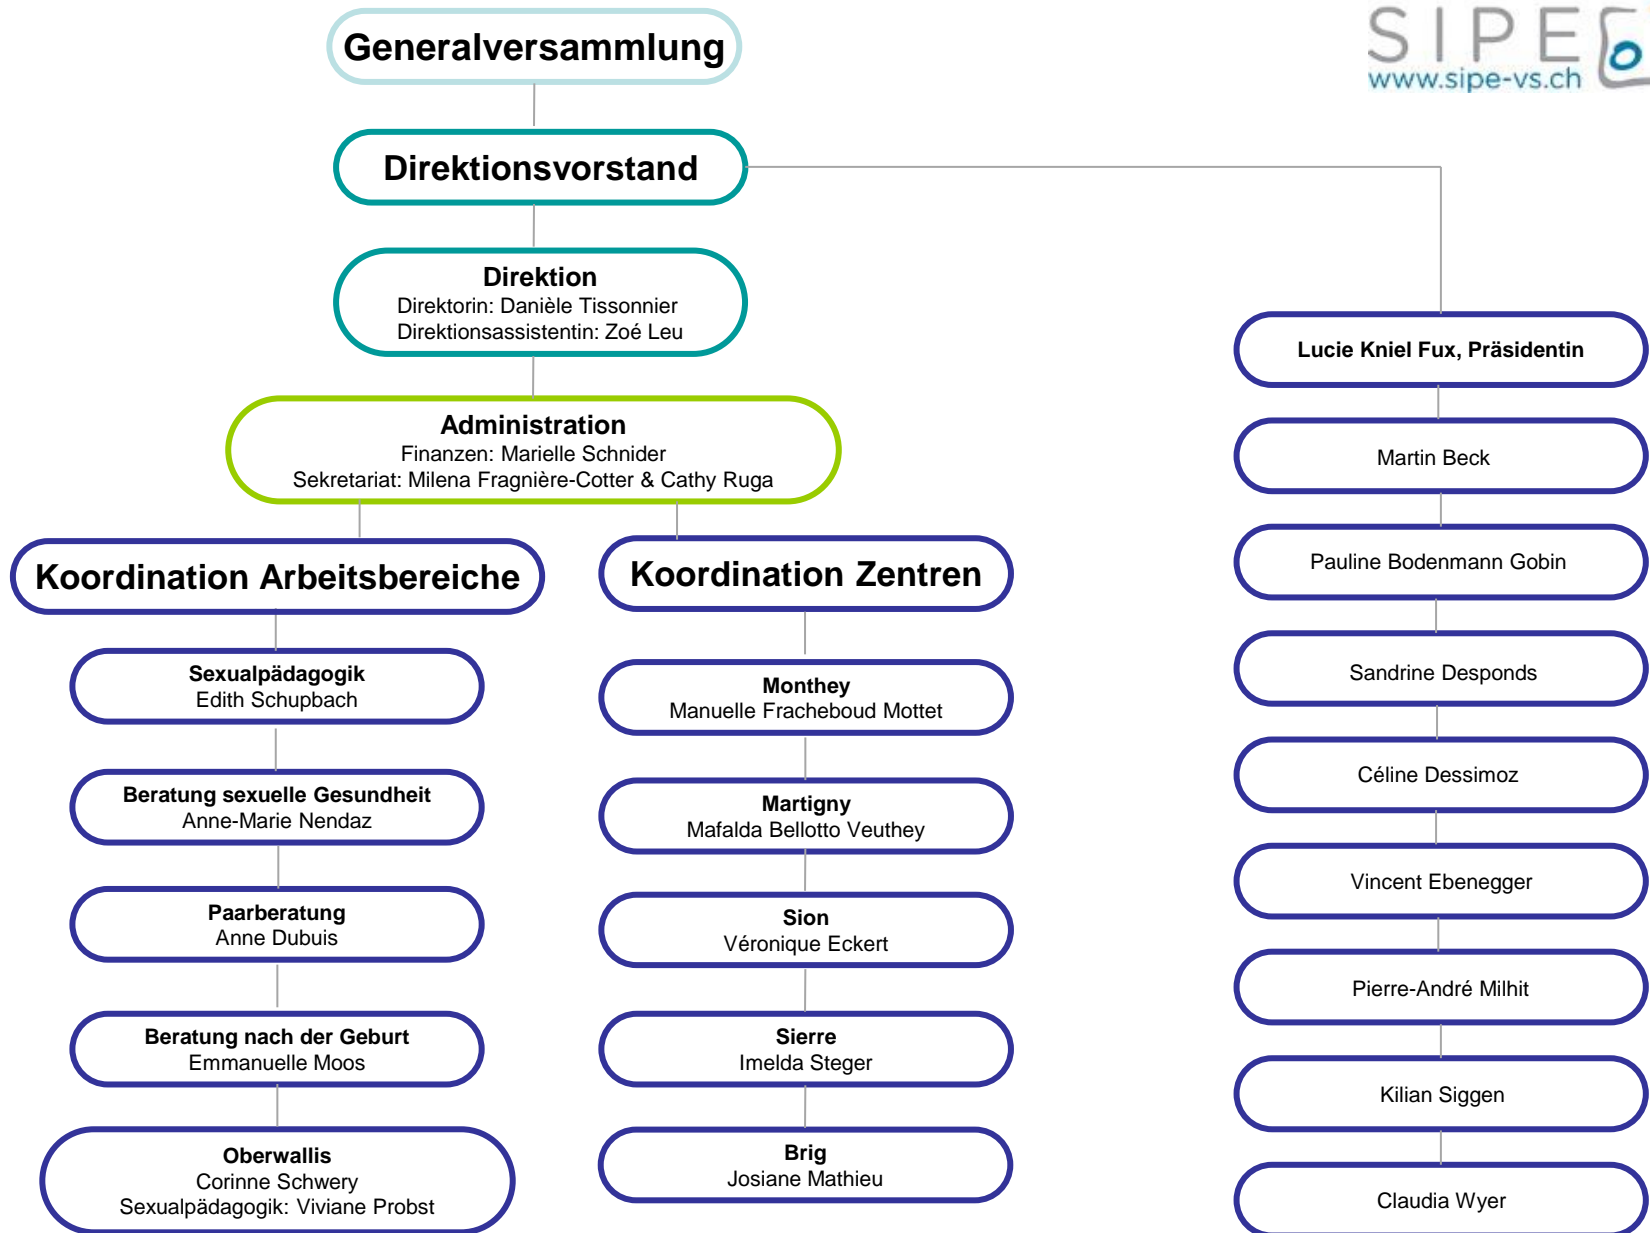 SIPE
www.sipe-vs.ch
Generalversammlung
Direktionsvorstand
Direktion
Direktorin: Danièle Tissonnier
Direktionsassistentin: Zoé Leu
Administration
Finanzen: Marielle Schnider
Sekretariat: Milena Fragnière-Cotter & Cathy Ruga
Koordination Arbeitsbereiche
Sexualpädagogik
Edith Schupbach
Beratung sexuelle Gesundheit
Anne-Marie Nendaz
Paarberatung
Anne Dubuis
Beratung nach der Geburt
Emmanuelle Moos
Oberwallis
Corinne Schwery
Sexualpädagogik: Viviane Probst
Koordination Zentren
Monthey
Manuelle Fracheboud Mottet
Martigny
Mafalda Bellotto Veuthey
Sion
Véronique Eckert
Sierre
Imelda Steger
Brig
Josiane Mathieu
Lucie Kniel Fux, Präsidentin
Martin Beck
Pauline Bodenmann Gobin
Sandrine Desponds
Céline Dessimoz
Vincent Ebenegger
Pierre-André Milhit
Kilian Siggen
Claudia Wyer